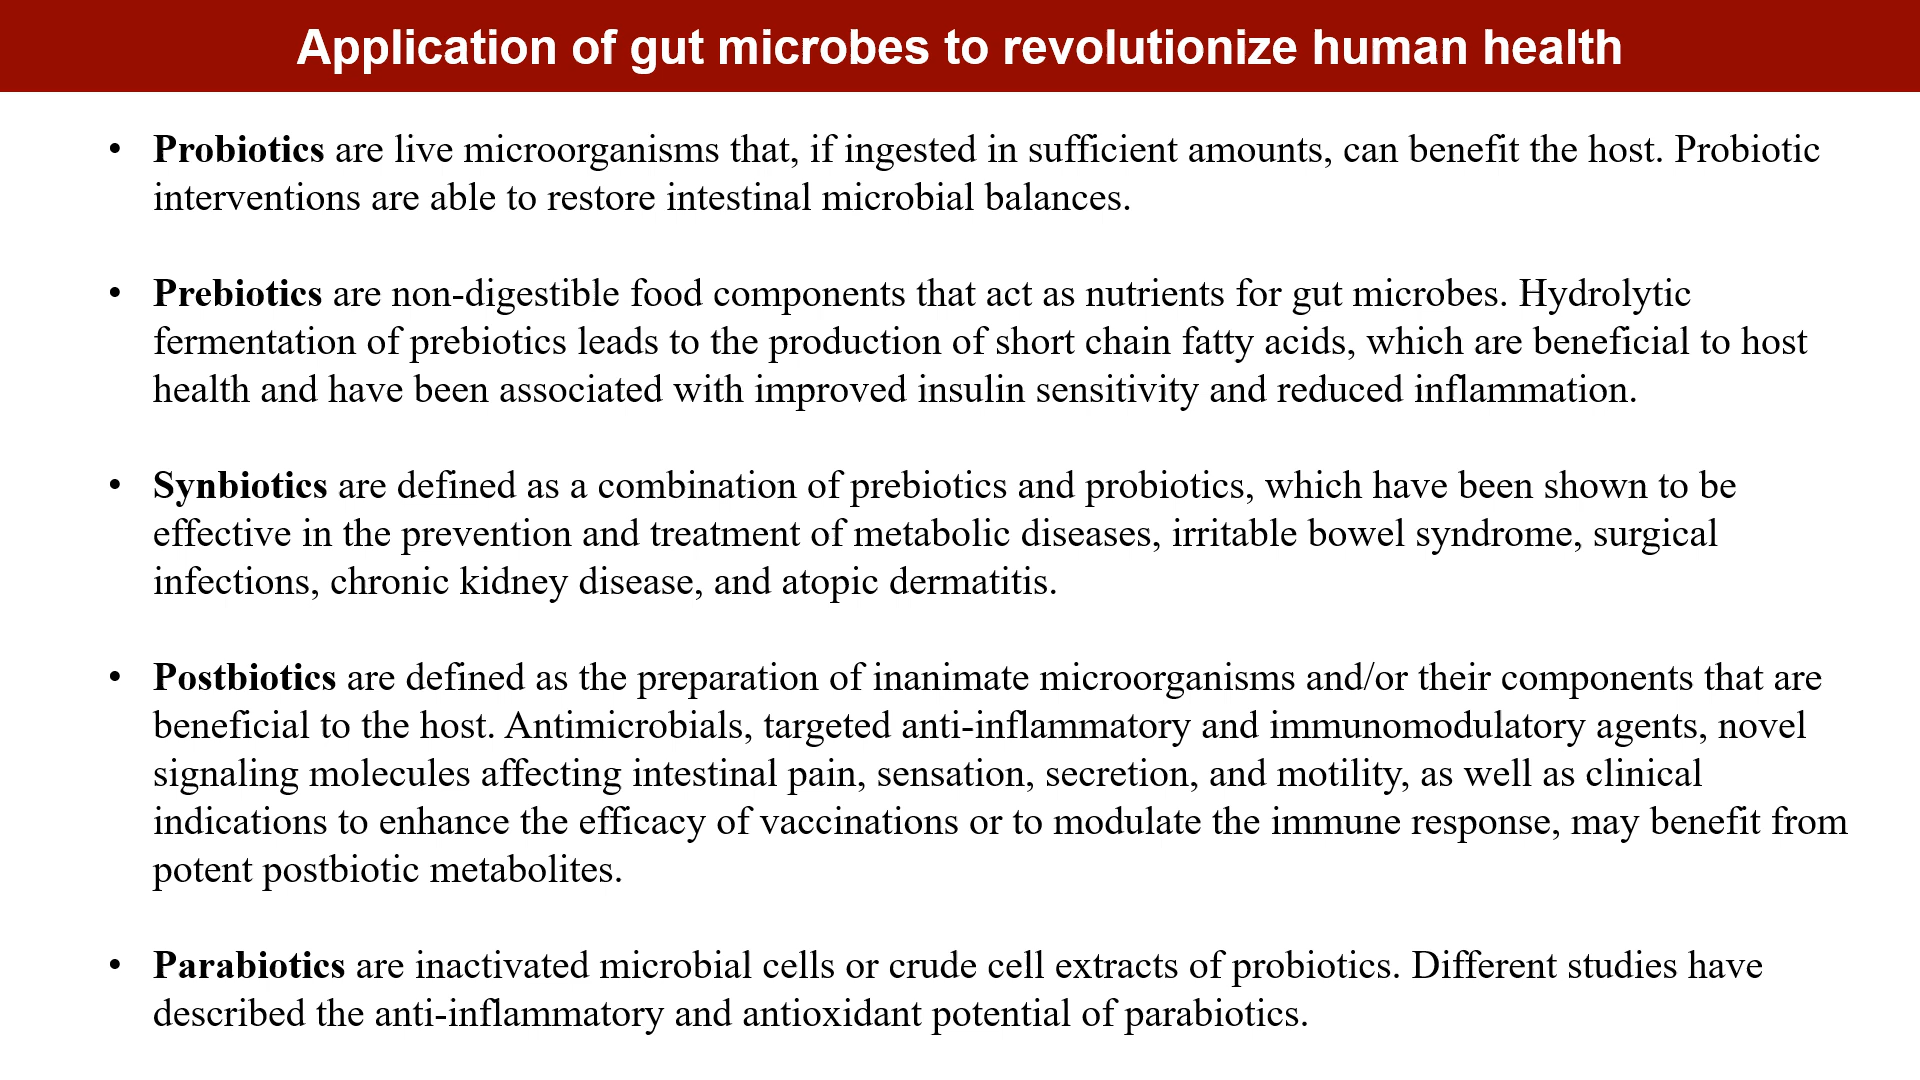 Application of gut microbes to revolutionize human health
• Probiotics are live microorganisms that, if ingested in sufficient amounts, can benefit the host. Probiotic
interventions are able to restore intestinal microbial balances.
• Prebiotics are non-digestible food components that act as nutrients for gut microbes. Hydrolytic
fermentation of prebiotics leads to the production of short chain fatty acids, which are beneficial to host
health and have been associated with improved insulin sensitivity and reduced inflammation.
• Synbiotics are defined as a combination of prebiotics and probiotics, which have been shown to be
effective in the prevention and treatment of metabolic diseases, irritable bowel syndrome, surgical
infections, chronic kidney disease, and atopic dermatitis.
• Postbiotics are defined as the preparation of inanimate microorganisms and/or their components that are
beneficial to the host. Antimicrobials, targeted anti-inflammatory and immunomodulatory agents, novel
signaling molecules affecting intestinal pain, sensation, secretion, and motility, as well as clinical
indications to enhance the efficacy of vaccinations or to modulate the immune response, may benefit from
potent postbiotic metabolites.
• Parabiotics are inactivated microbial cells or crude cell extracts of probiotics. Different studies have
described the anti-inflammatory and antioxidant potential of parabiotics.